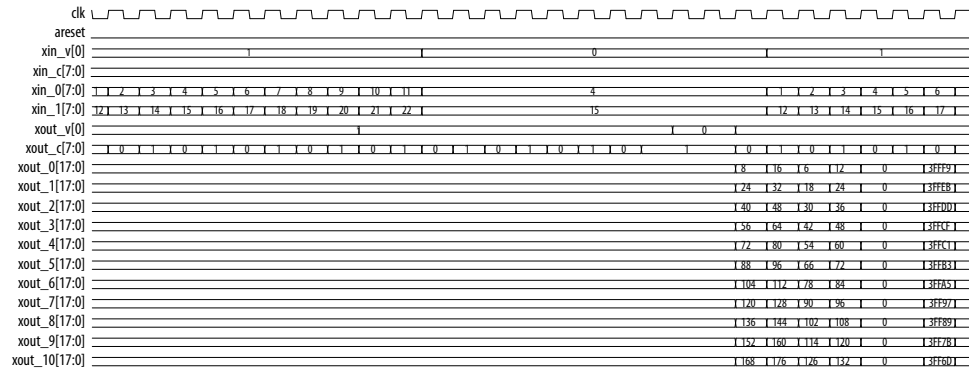 clk
areset
xin_v[0] 1 0 1
xin_c[7:0]
xin_0[7:0] 1 2 3 4 5 6 7 8 9 10 11 4 1 2 3 4 5 6
xin_1[7:0] 12 13 14 15 16 17 18 19 20 21 22 15 12 13 14 15 16 17
xout_v[0] 0
xout_c[7:0] 0 1 0 1 0 1 0 1 0 1 0 1 0 1 0 1 0 1 0 1 0 1 0 1 0
xout_0[17:0] 8 16 6 12 0 3FFF9
xout_1[17:0] 24 32 18 24 0 3FFEB
xout_2[17:0] 40 48 30 36 0 3FFDD
xout_3[17:0] 56 64 42 48 0 3FFCF
xout_4[17:0] 72 80 54 60 0 3FFC1
xout_5[17:0] 88 96 66 72 0 3FFB3
xout_6[17:0] 104 112 78 84 0 3FFA5
xout_7[17:0] 120 128 90 96 0 3FF97
xout_8[17:0] 136 144 102 108 0 3FF89
xout_9[17:0] 152 160 114 120 0 3FF7B
xout_10[17:0] 168 176 126 132 0 3FF6D